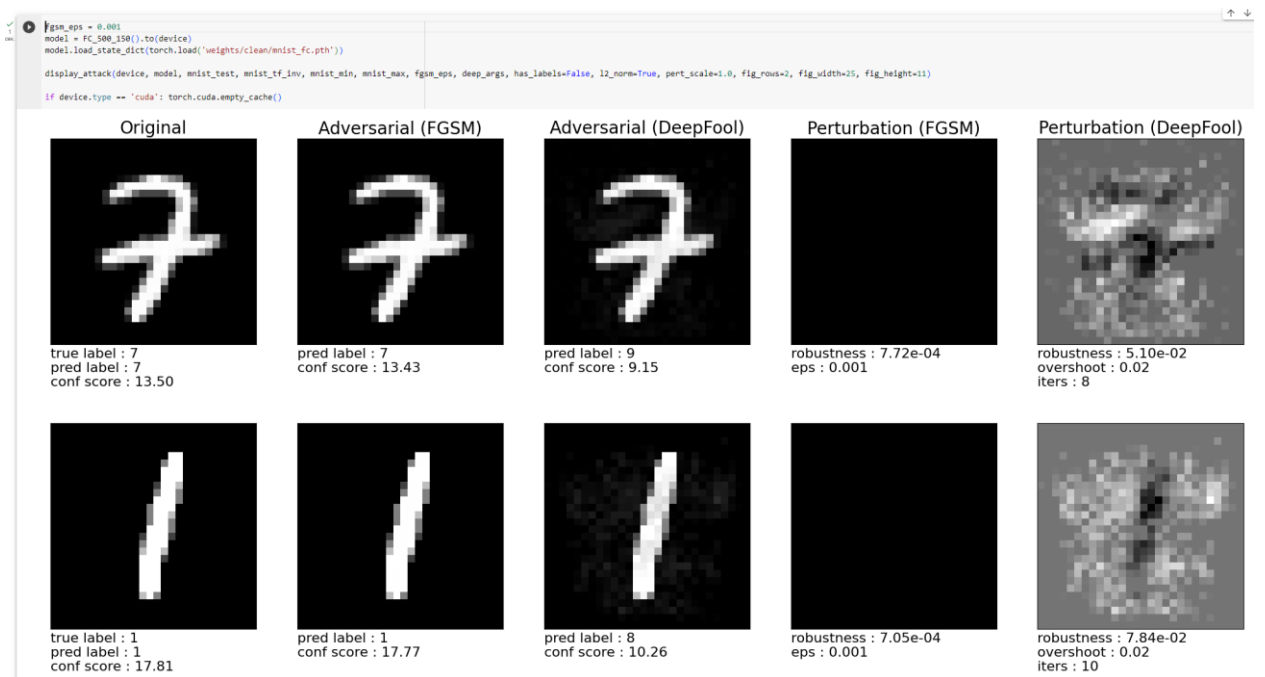 fgsm_eps = 0.001
model = FC_500_150().to(device)
model.load_state_dict(torch.load('weights/clean/mnist_fc.pth'))
display_attack(device, model, mnist_test, mnist_tf_inv, mnist_min, mnist_max, fgsm_eps, deep_args, has_labels=False, l2_norm=True, pert_scale=1.0, fig_rows=2, fig_width=25, fig_height=11)
if device.type == 'cuda': torch.cuda.empty_cache()
Original Adversarial (FGSM) Adversarial (DeepFool) Perturbation (FGSM) Perturbation (DeepFool)
true label : 7
pred label : 7
conf score : 13.50
pred label : 7
conf score : 13.43
pred label : 9
conf score : 9.15
robustness : 7.72e-04
eps : 0.001
robustness : 5.10e-02
overshoot : 0.02
iters : 8
true label : 1
pred label : 1
conf score : 17.81
pred label : 1
conf score : 17.77
pred label : 8
conf score : 10.26
robustness : 7.05e-04
eps : 0.001
robustness : 7.84e-02
overshoot : 0.02
iters : 10